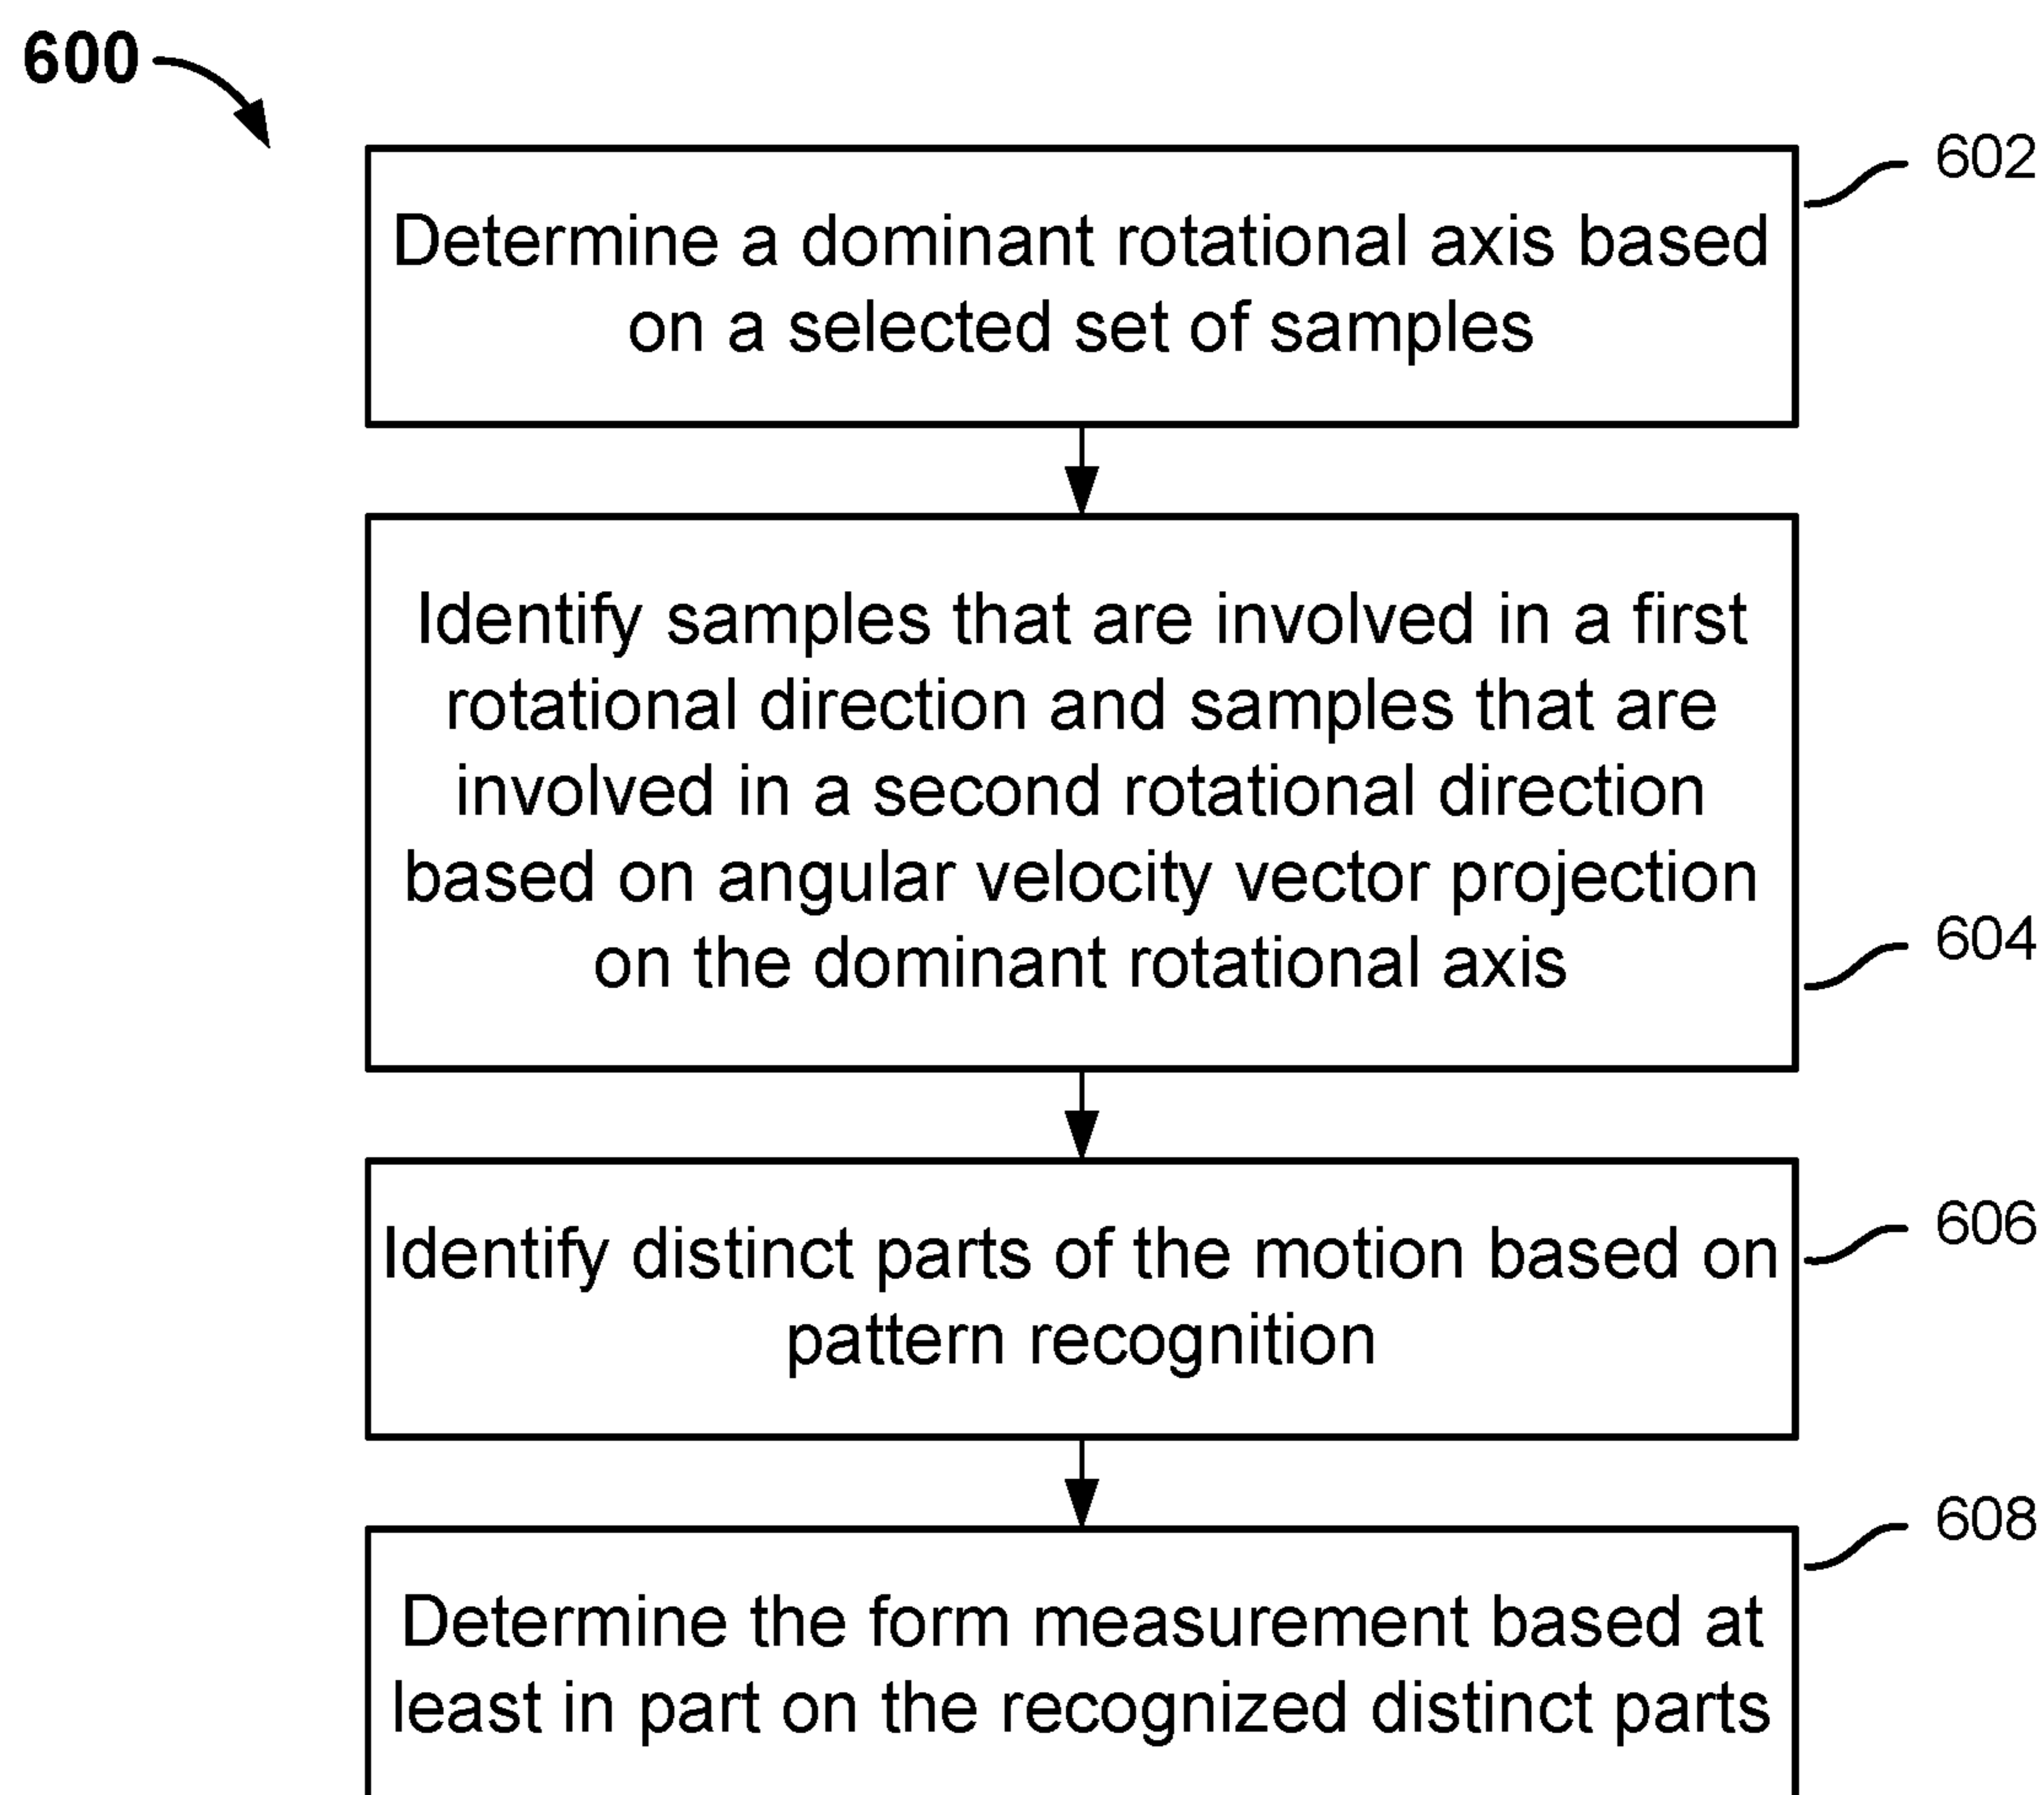 600
602
Determine a dominant rotational axis based
on a selected set of samples
Identify samples that are involved in a first
rotational direction and samples that are
involved in a second rotational direction
based on angular velocity vector projection
on the dominant rotational axis
604
Identify distinct parts of the motion based on
pattern recognition
606
608
Determine the form measurement based at
least in part on the recognized distinct parts